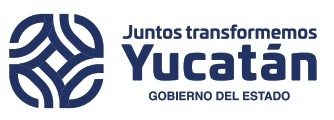 Juntos transformemos
Yucatán
GOBIERNO DEL ESTADO